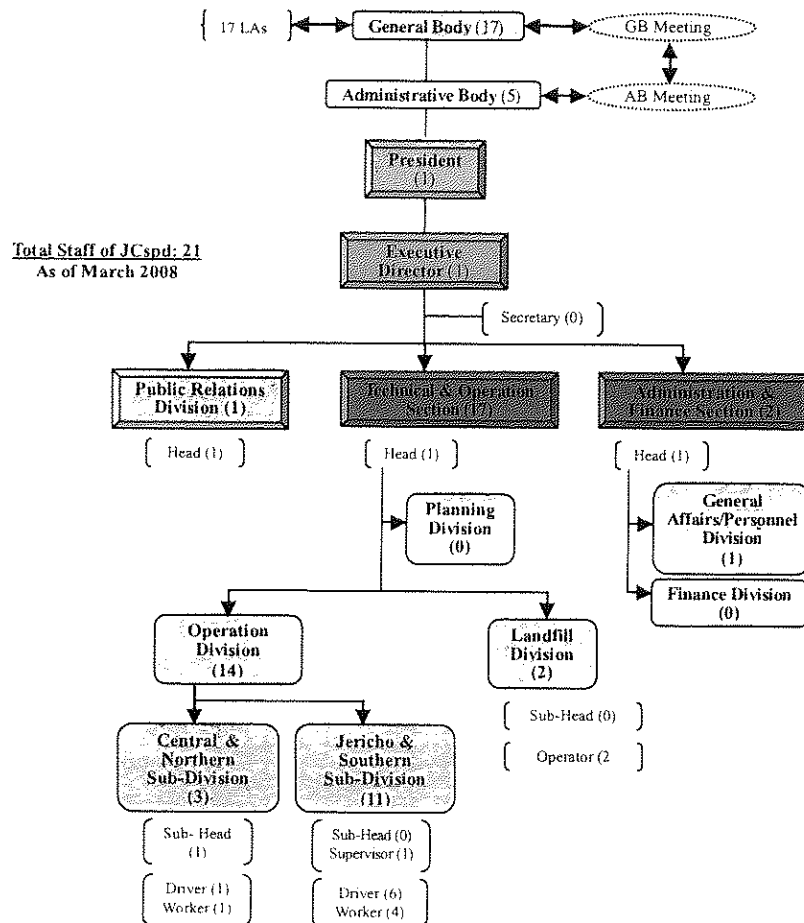 17 LAs
General Body (17)
GB Meeting
Administrative Body (5)
AB Meeting
President
(1)
Total Staff of JCspd: 21
As of March 2008
Executive
Director (1)
Secretary (0)
Public Relations
Division (1)
Technical & Operation
Section (17)
Administration &
Finance Section (2)
Head (1)
Head (1)
Head (1)
Planning
Division
(0)
General
Affairs/Personnel
Division
(1)
Finance Division
(0)
Operation
Division
(14)
Landfill
Division
(2)
Sub-Head (0)
Operator (2
Central &
Northern
Sub-Division
(3)
Jericho &
Southern
Sub-Division
(11)
Sub- Head
(1)
Driver (1)
Worker (1)
Sub-Head (0)
Supervisor (1)
Driver (6)
Worker (4)